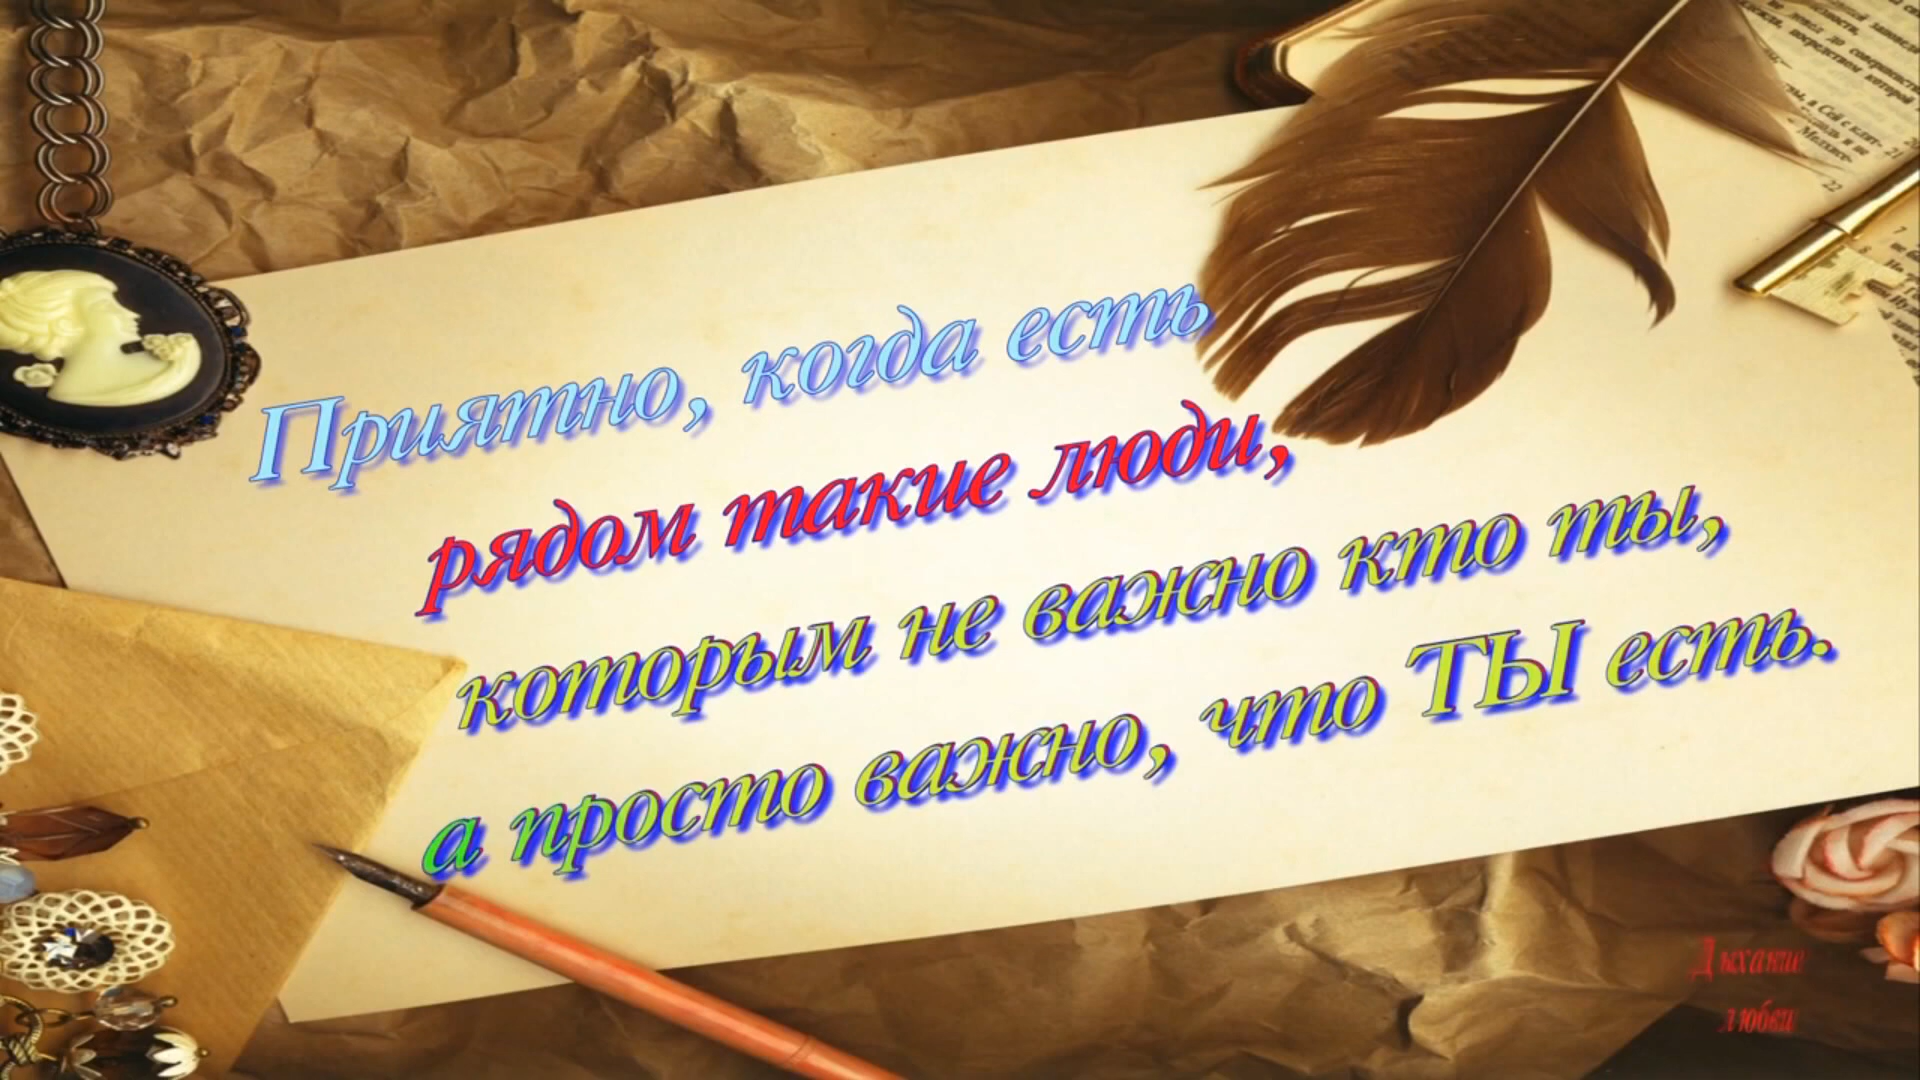 Приятно, когда есть
рядом такие люди,
которым не важно кто ты,
а просто важно, что ТЫ есть.
Дыхание
любви